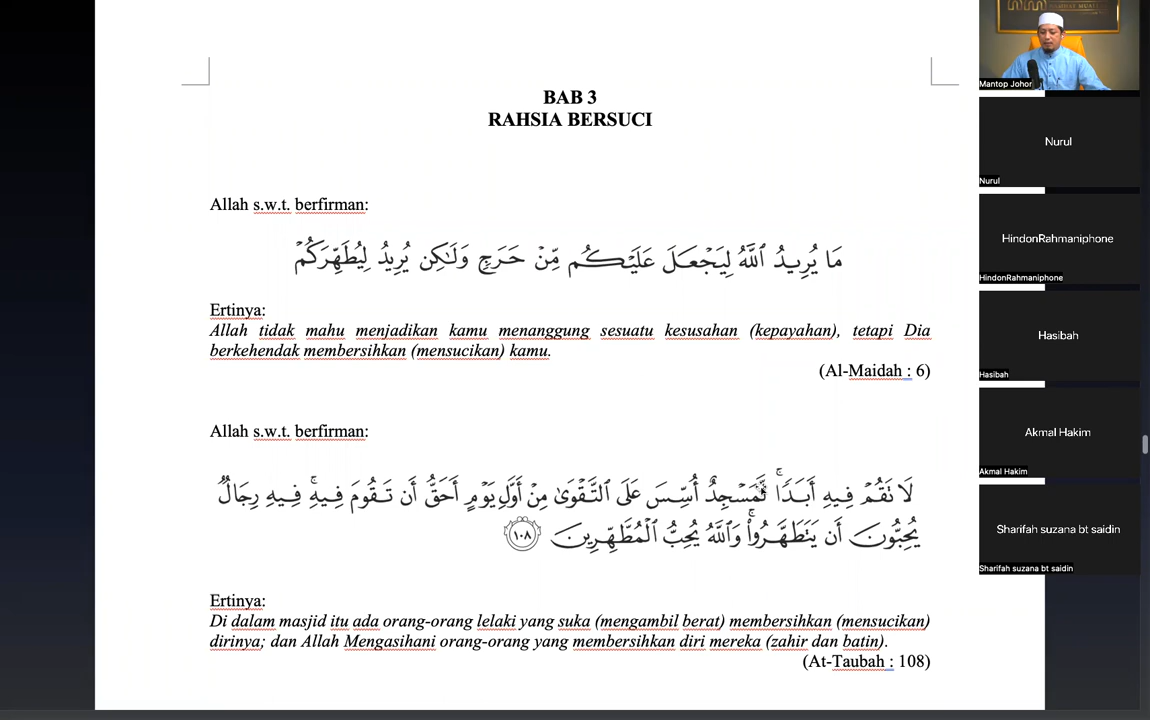 BAB 3
RAHSIA BERSUCI
Allah s.w.t. berfirman:
مَا يُرِيدُ ٱللَّهُ لِيَجْعَلَ عَلَيْكُم مِّنْ حَرَجٍ وَلَٰكِن يُرِيدُ لِيُطَهِّرَكُمْ
Ertinya:
Allah tidak mahu menjadikan kamu menanggung sesuatu kesusahan (kepayahan), tetapi Dia
berkehendak membersihkan (mensucikan) kamu.
(Al-Maidah : 6)
Allah s.w.t. berfirman:
لَا تَقُمْ فِيهِ أَبَدًا ۚ لَّمَسْجِدٌ أُسِّسَ عَلَى ٱلتَّقْوَىٰ مِنْ أَوَّلِ يَوْمٍ أَحَقُّ أَن تَقُومَ فِيهِ ۚ فِيهِ رِجَالٌ
يُحِبُّونَ أَن يَتَطَهَّرُوا۟ ۚ وَٱللَّهُ يُحِبُّ ٱلْمُطَّهِّرِينَ ١٠٨
Ertinya:
Di dalam masjid itu ada orang-orang lelaki yang suka (mengambil berat) membersihkan (mensucikan)
dirinya; dan Allah Mengasihani orang-orang yang membersihkan diri mereka (zahir dan batin).
(At-Taubah : 108)
Mantop Johor
Nurul
Nurul
HindonRahmaniphone
HindonRahmaniphone
Hasibah
Hasibah
Akmal Hakim
Akmal Hakim
Sharifah suzana bt saidin
Sharifah suzana bt saidin